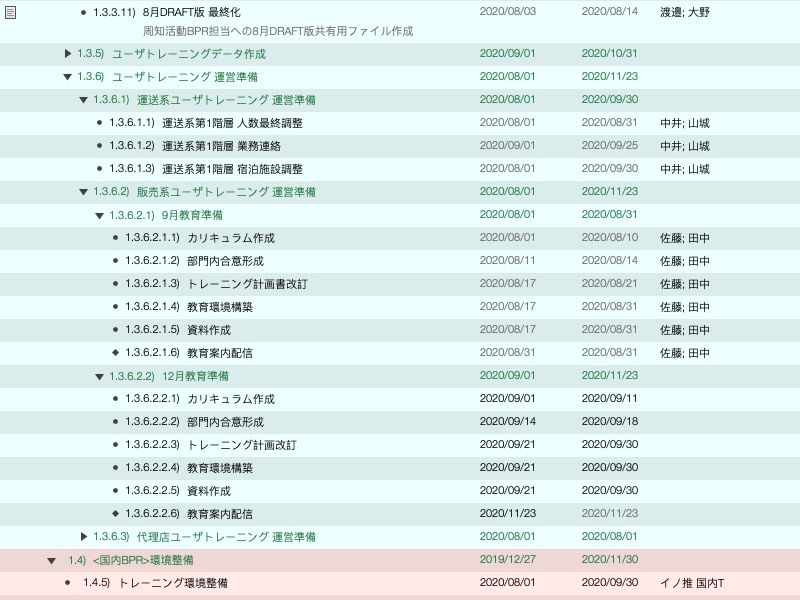 1.3.3.11) 8月DRAFT版 最終化 2020/08/03 2020/08/14 渡邉; 大野
周知活動BPR担当への8月DRAFT版共有用ファイル作成
1.3.5) ユーザトレーニングデータ作成 2020/09/01 2020/10/31
1.3.6) ユーザトレーニング 運営準備 2020/08/01 2020/11/23
1.3.6.1) 運送系ユーザトレーニング 運営準備 2020/08/01 2020/09/30
1.3.6.1.1) 運送系第1階層 人数最終調整 2020/08/01 2020/08/31 中井; 山城
1.3.6.1.2) 運送系第1階層 業務連絡 2020/09/01 2020/09/25 中井; 山城
1.3.6.1.3) 運送系第1階層 宿泊施設調整 2020/08/01 2020/09/30 中井; 山城
1.3.6.2) 販売系ユーザトレーニング 運営準備 2020/08/01 2020/11/23
1.3.6.2.1) 9月教育準備 2020/08/01 2020/08/31
1.3.6.2.1.1) カリキュラム作成 2020/08/01 2020/08/10 佐藤; 田中
1.3.6.2.1.2) 部門内合意形成 2020/08/11 2020/08/14 佐藤; 田中
1.3.6.2.1.3) トレーニング計画書改訂 2020/08/17 2020/08/21 佐藤; 田中
1.3.6.2.1.4) 教育環境構築 2020/08/17 2020/08/31 佐藤; 田中
1.3.6.2.1.5) 資料作成 2020/08/17 2020/08/31 佐藤; 田中
1.3.6.2.1.6) 教育案内配信 2020/08/31 2020/08/31 佐藤; 田中
1.3.6.2.2) 12月教育準備 2020/09/01 2020/11/23
1.3.6.2.2.1) カリキュラム作成 2020/09/01 2020/09/11
1.3.6.2.2.2) 部門内合意形成 2020/09/14 2020/09/18
1.3.6.2.2.3) トレーニング計画改訂 2020/09/21 2020/09/30
1.3.6.2.2.4) 教育環境構築 2020/09/21 2020/09/30
1.3.6.2.2.5) 資料作成 2020/09/21 2020/09/30
1.3.6.2.2.6) 教育案内配信 2020/11/23 2020/11/23
1.3.6.3) 代理店ユーザトレーニング 運営準備 2020/08/01 2020/08/01
1.4) <国内BPR>環境整備 2019/12/27 2020/11/30
1.4.5) トレーニング環境整備 2020/08/01 2020/09/30 イノ推 国内T